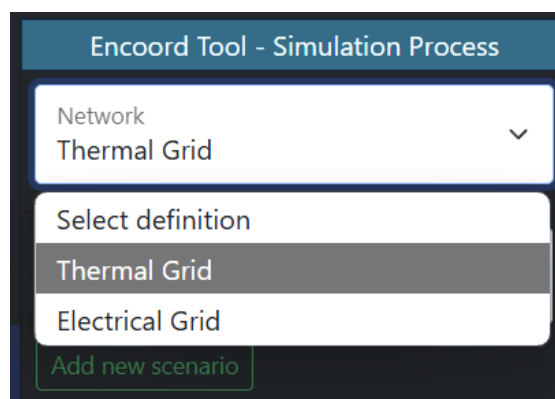 Encoord Tool - Simulation Process
Network
Thermal Grid
Select definition
Thermal Grid
Electrical Grid
Add new scenario